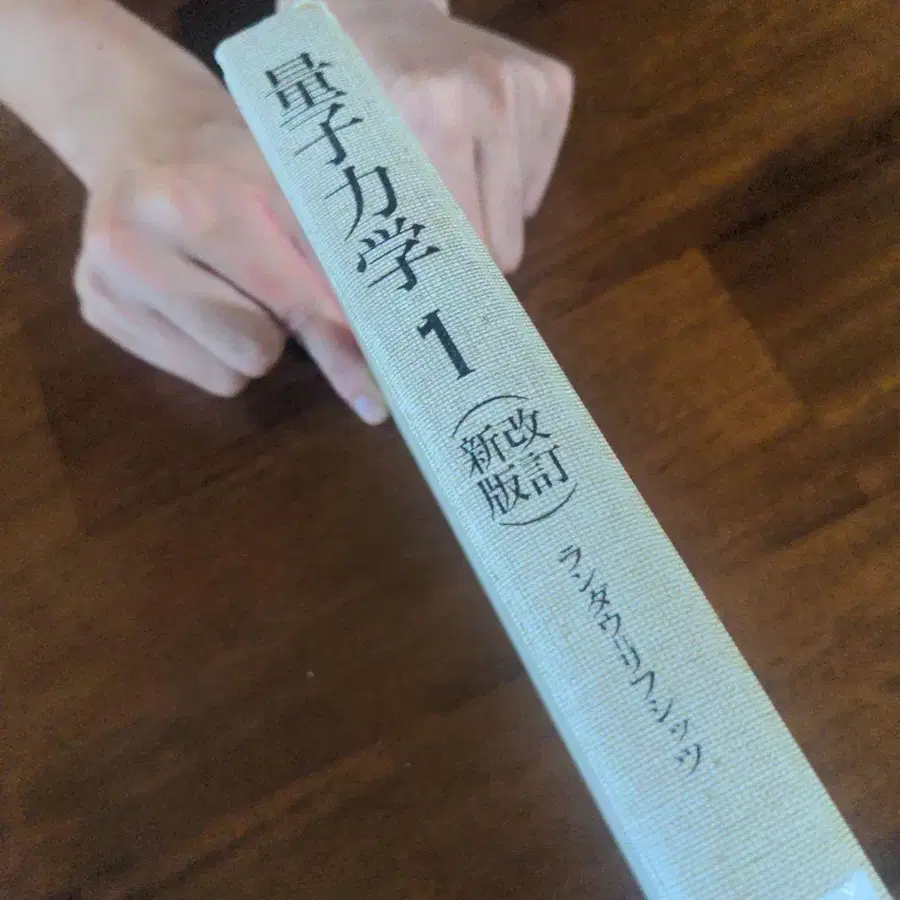 量子力学 1
(改訂
新版)
ランダウ=リフシッツ